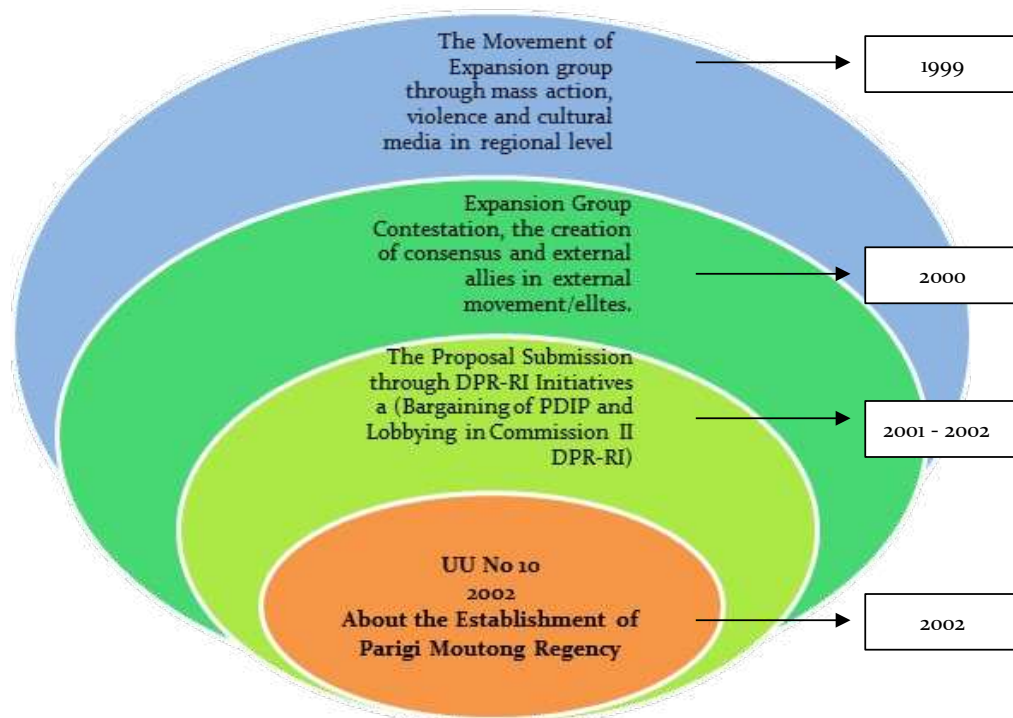 The Movement of
Expansion group
through mass action,
violence and cultural
media in regional level
1999
Expansion Group
Contestation, the creation
of consensus and external
allies in external
movement/elltes.
2000
The Proposal Submission
through DPR-RI Initiatives
a (Bargaining of PDIP and
Lobbying in Commission II
DPR-RI)
2001 - 2002
UU No 10
2002
About the Establishment of
Parigi Moutong Regency
2002